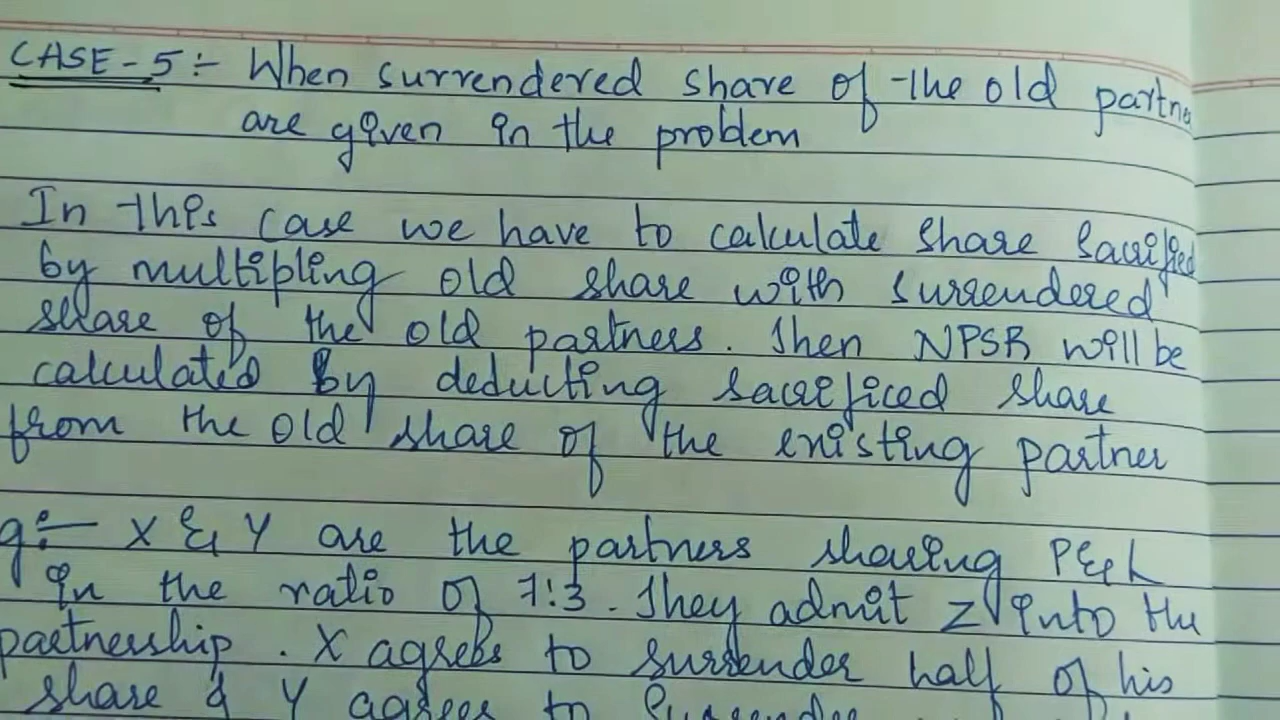 CASE-5:- When surrendered share of the old partne
are given in the problem
In this case we have to calculate share sacrified
by multipling old share with surrendered
share of the old partners. Then NPSR will be
calculated by deducting sacrificed share
from the old share of the existing partner
g:- X & Y are the partners sharing P&L
in the ratio of 7:3. They admit Z into the
partnership. X agrees to surrender half of his
share & Y agrees to surrender